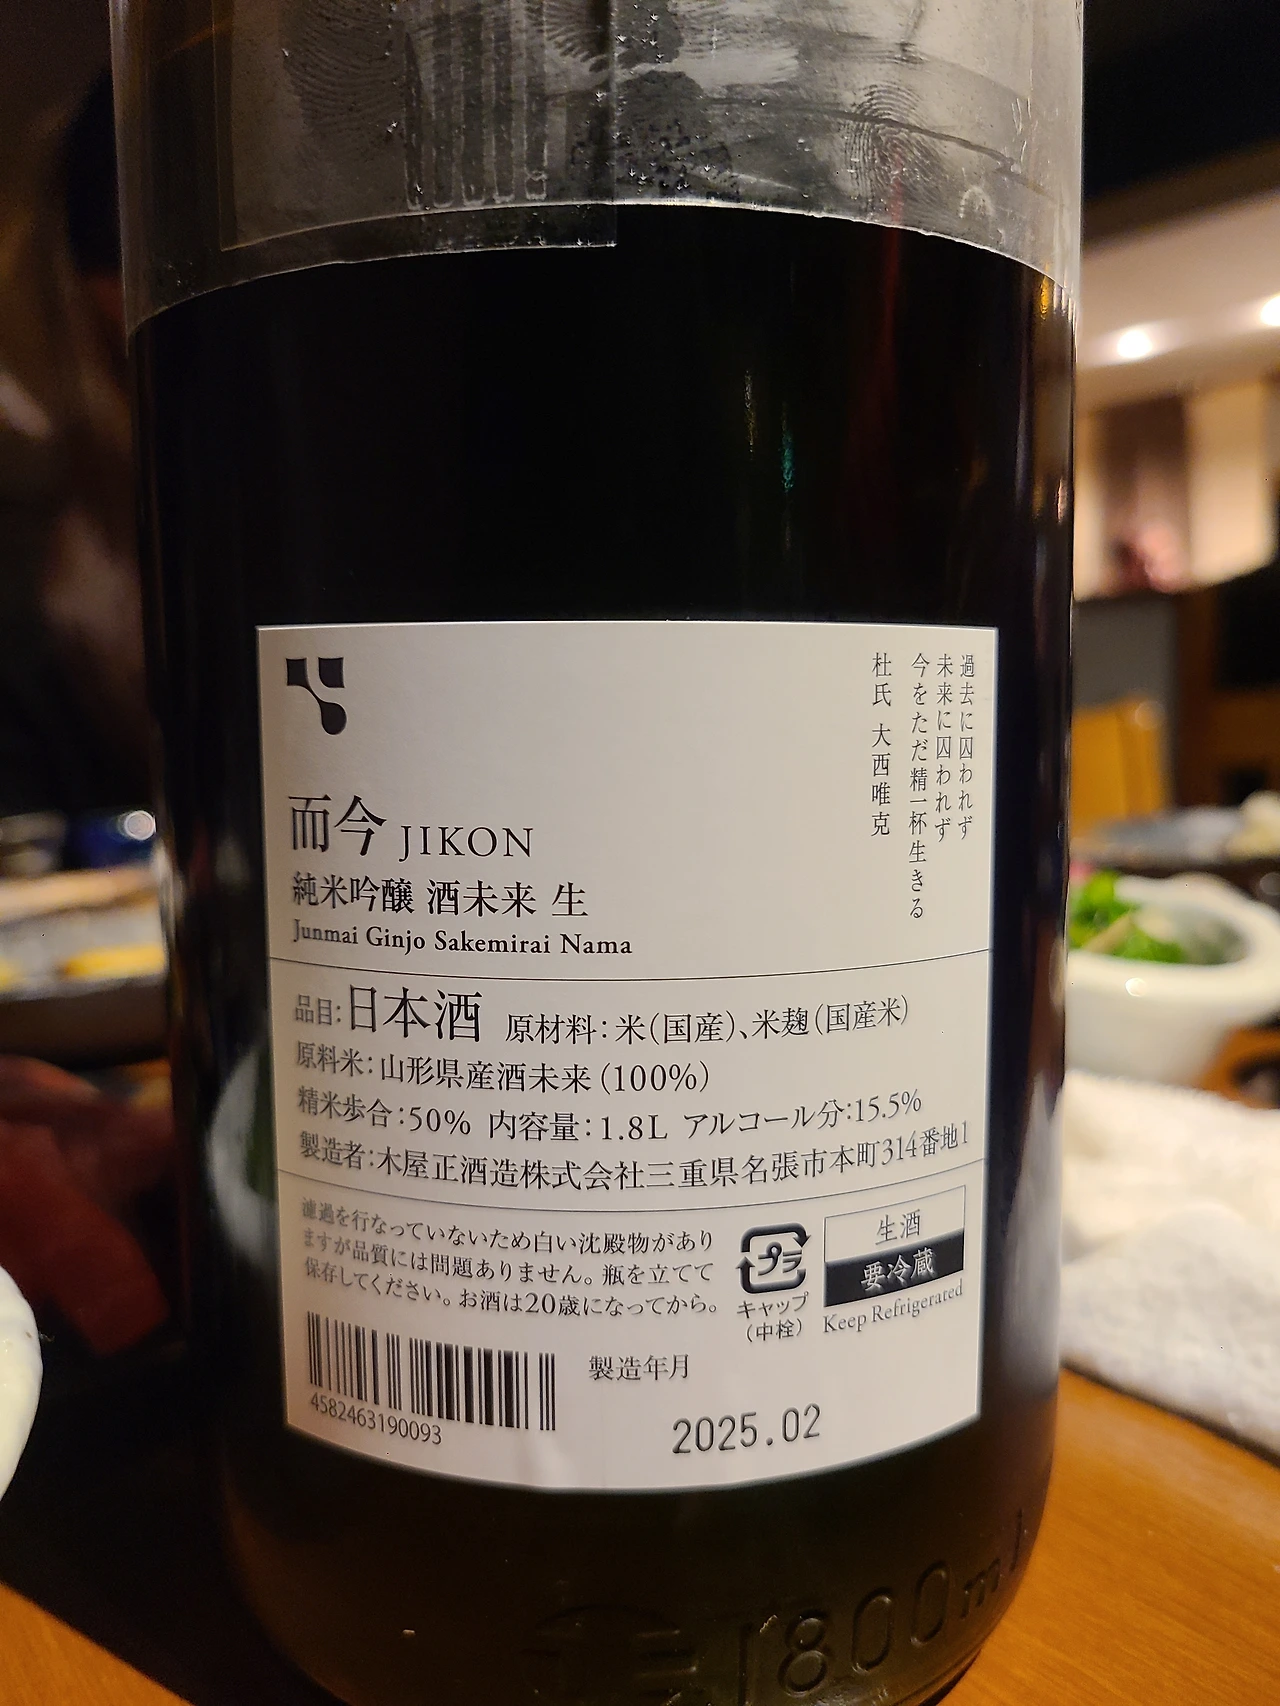 過去に囚われず
未来に囚われず
今をただ精一杯生きる
杜氏 大西唯克
而今 JIKON
純米吟醸 酒未来 生
Junmai Ginjo Sakemirai Nama
品目:日本酒 原材料:米(国産)、米麹(国産米)
原料米:山形県産酒未来(100%)
精米歩合:50% 内容量:1.8L アルコール分:15.5%
製造者:木屋正酒造株式会社三重県名張市本町314番地1
濾過を行なっていないため白い沈殿物があり
ますが品質には問題ありません。瓶を立てて
保存してください。お酒は20歳になってから。
プラ
キャップ
(中栓)
生酒
要冷蔵
Keep Refrigerated
4582463190093
製造年月
2025.02
1800ml